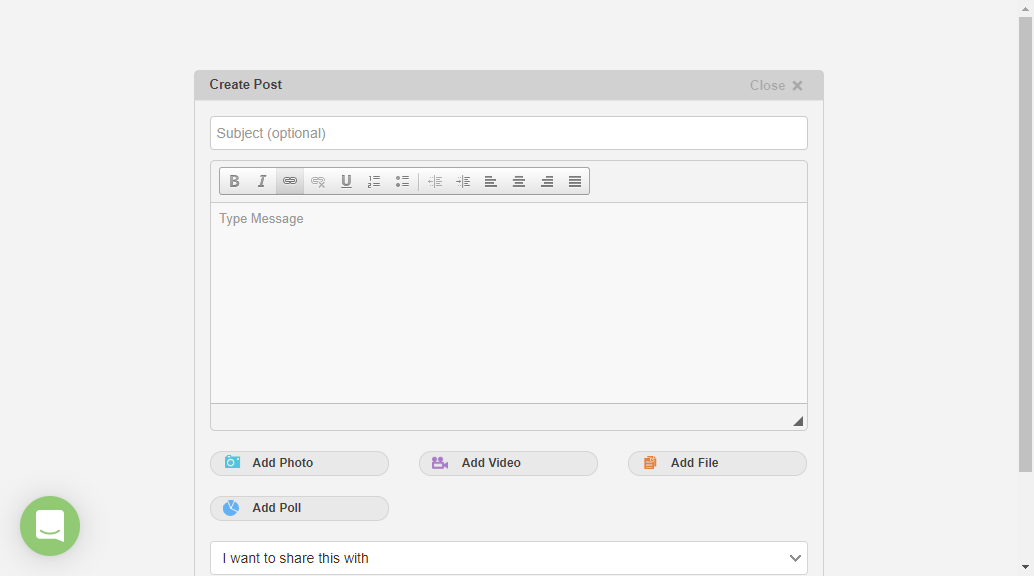 Create Post
Close
Subject (optional)
B I U
Type Message
Add Photo
Add Video
Add File
Add Poll
I want to share this with